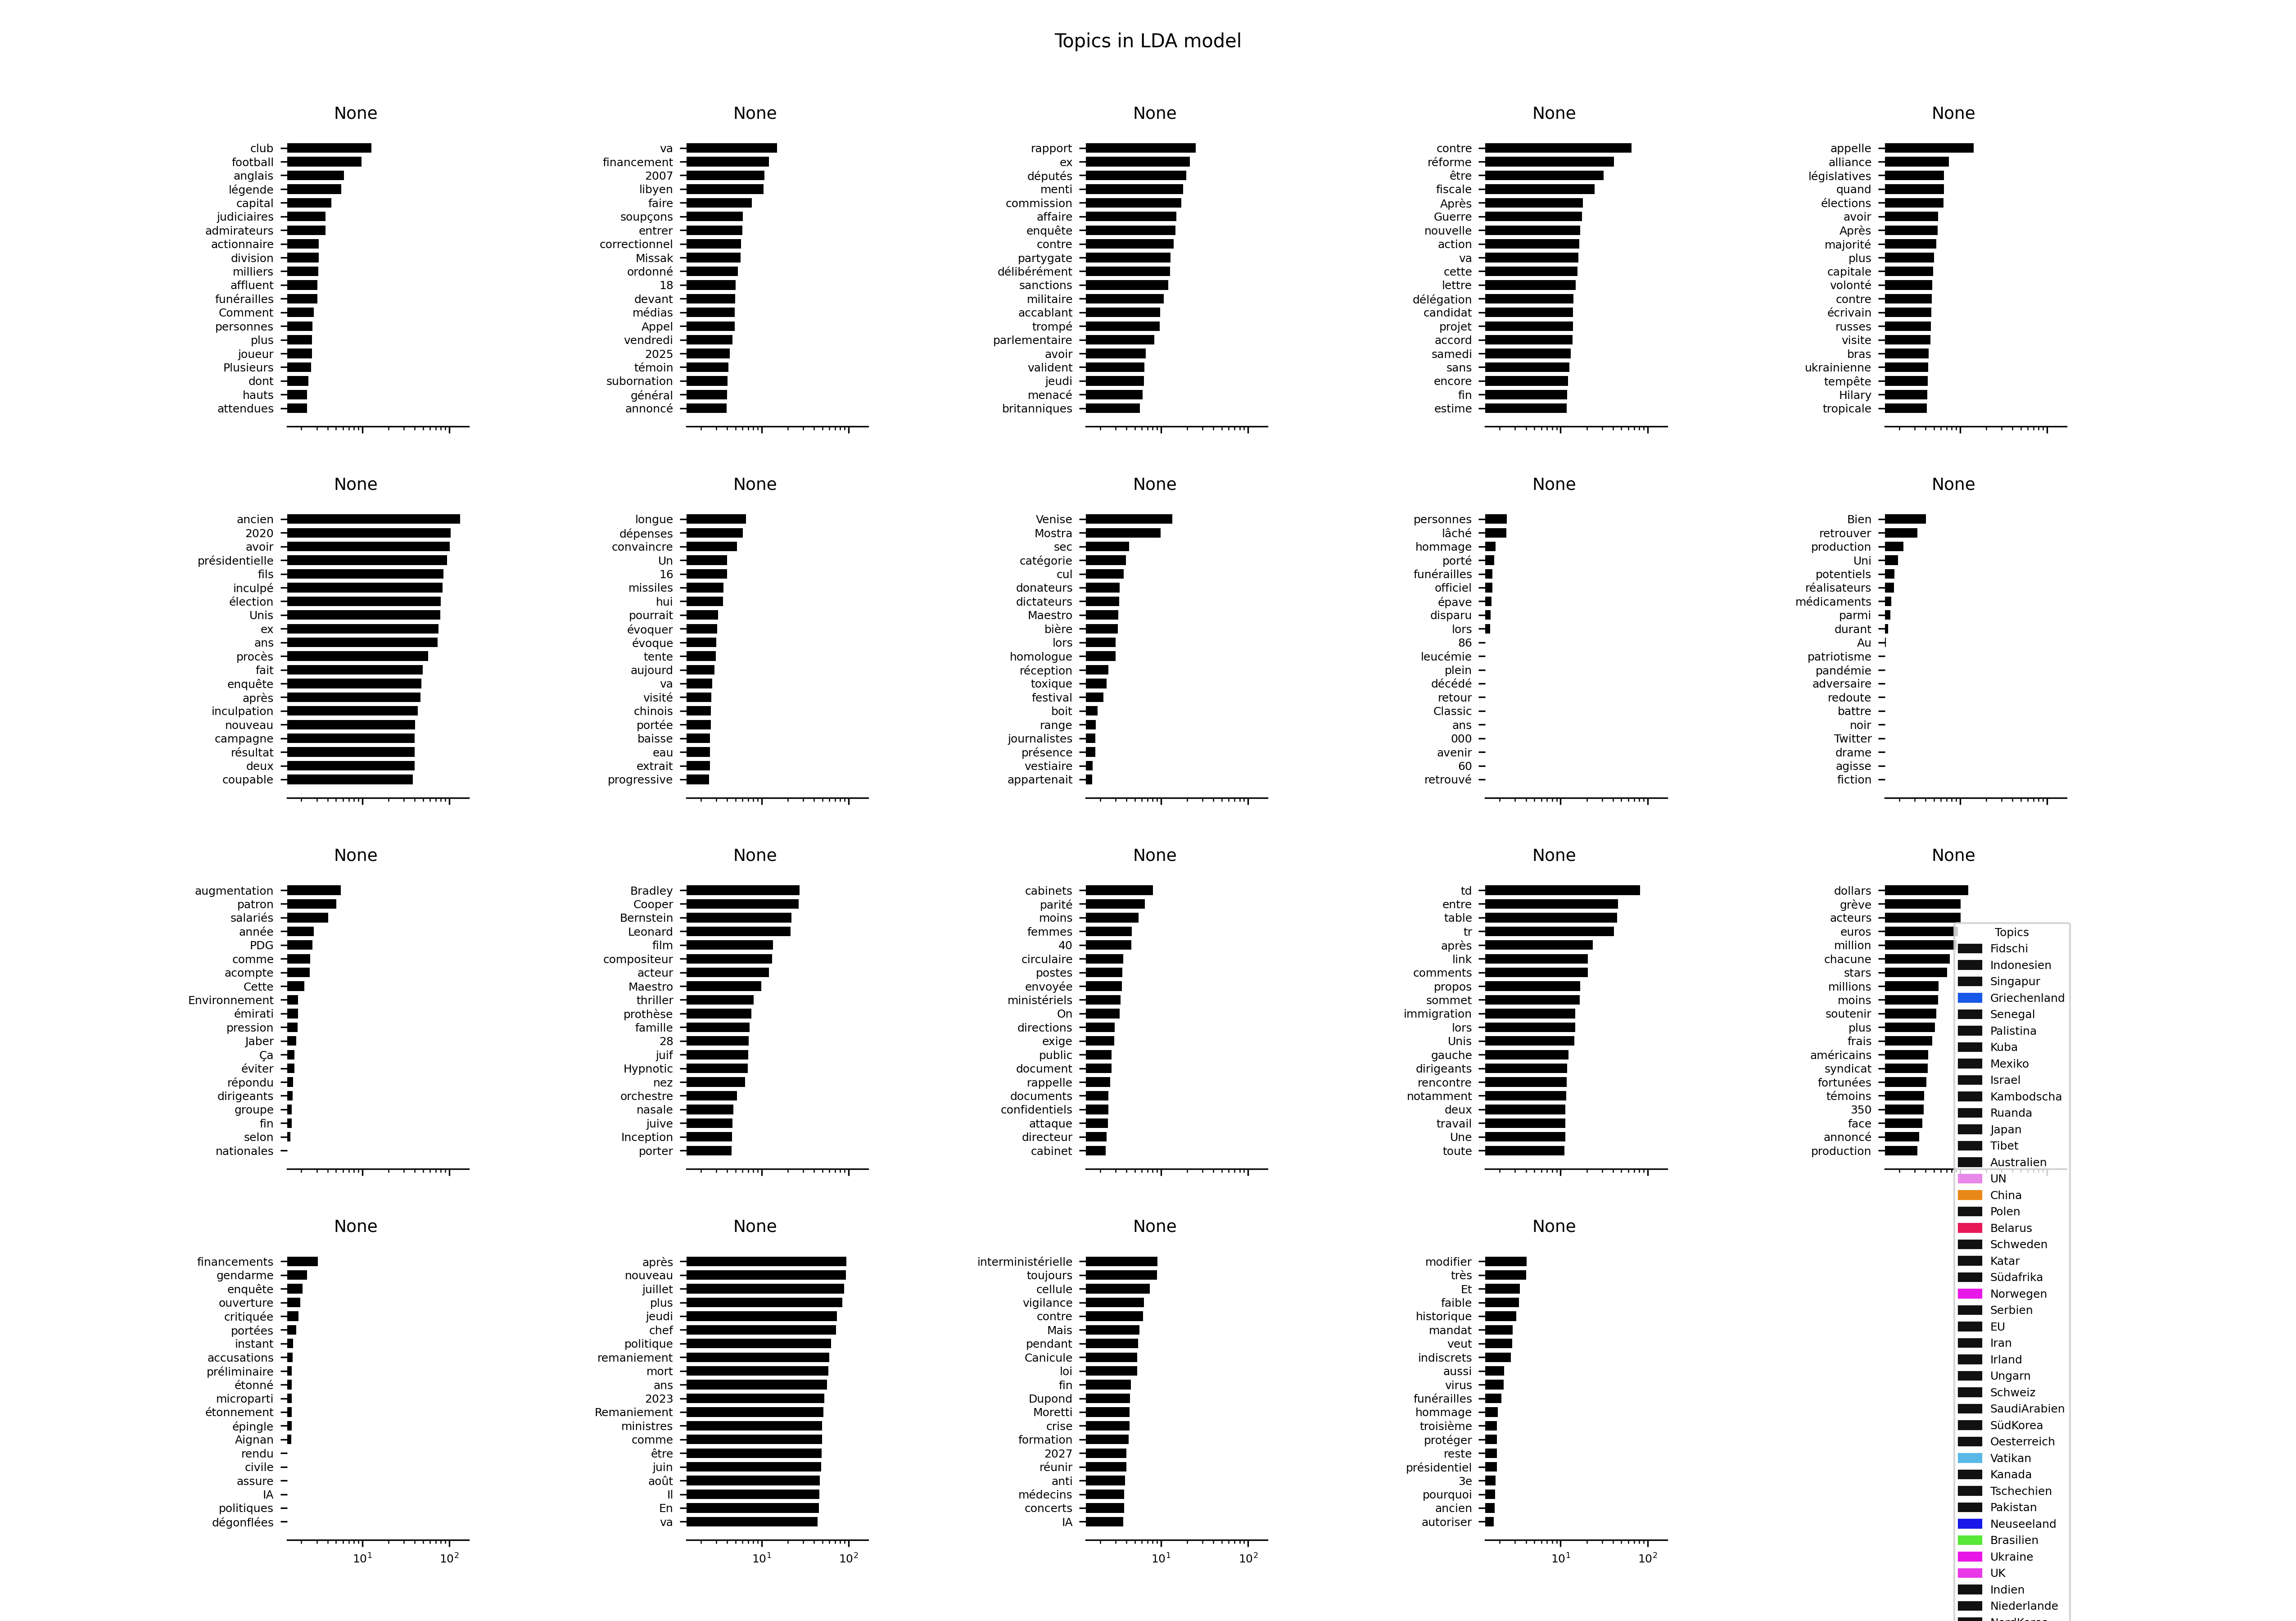 Topics in LDA model
None
club
football
anglais
légende
capital
judiciaires
admirateurs
actionnaire
division
milliers
affluent
funérailles
Comment
personnes
plus
joueur
Plusieurs
dont
hauts
attendues
None
va
financement
2007
libyen
faire
soupçons
entrer
correctionnel
Missak
ordonné
18
devant
médias
Appel
vendredi
2025
témoin
subornation
général
annoncé
None
rapport
ex
députés
menti
commission
affaire
enquête
contre
partygate
délibérément
sanctions
militaire
accablant
trompé
parlementaire
avoir
valident
jeudi
menacé
britanniques
None
contre
réforme
être
fiscale
Après
Guerre
nouvelle
action
va
cette
lettre
délégation
candidat
projet
accord
samedi
sans
encore
fin
estime
None
appelle
alliance
législatives
quand
élections
avoir
Après
majorité
plus
capitale
volonté
contre
écrivain
russes
visite
bras
ukrainienne
tempête
Hilary
tropicale
None
ancien
2020
avoir
présidentielle
fils
inculpé
élection
Unis
ex
ans
procès
fait
enquête
après
inculpation
nouveau
campagne
résultat
deux
coupable
None
longue
dépenses
convaincre
Un
16
missiles
hui
pourrait
évoquer
évoque
tente
aujourd
va
visité
chinois
portée
baisse
eau
extrait
progressive
None
Venise
Mostra
sec
catégorie
cul
donateurs
dictateurs
Maestro
bière
lors
homologue
réception
toxique
festival
boit
range
journalistes
présence
vestiaire
appartenait
None
personnes
lâché
hommage
porté
funérailles
officiel
épave
disparu
lors
86
leucémie
plein
décédé
retour
Classic
ans
000
avenir
60
retrouvé
None
Bien
retrouver
production
Uni
potentiels
réalisateurs
médicaments
parmi
durant
Au
patriotisme
pandémie
adversaire
redoute
battre
noir
Twitter
drame
agisse
fiction
None
augmentation
patron
salariés
année
PDG
comme
acompte
Cette
Environnement
émirati
pression
Jaber
Ça
éviter
répondu
dirigeants
groupe
fin
selon
nationales
None
Bradley
Cooper
Bernstein
Leonard
film
compositeur
acteur
Maestro
thriller
prothèse
famille
28
juif
Hypnotic
nez
orchestre
nasale
juive
Inception
porter
None
cabinets
parité
moins
femmes
40
circulaire
postes
envoyée
ministériels
On
directions
exige
public
document
rappelle
documents
confidentiels
attaque
directeur
cabinet
None
td
entre
table
tr
après
link
comments
propos
sommet
immigration
lors
Unis
gauche
dirigeants
rencontre
notamment
deux
travail
Une
toute
None
dollars
grève
acteurs
euros
million
chacune
stars
millions
moins
soutenir
plus
frais
américains
syndicat
fortunées
témoins
350
face
annoncé
production
None
financements
gendarme
enquête
ouverture
critiquée
portées
instant
accusations
préliminaire
étonné
microparti
étonnement
épingle
Aignan
rendu
civile
assure
IA
politiques
dégonflées
10¹ 10²
None
après
nouveau
juillet
plus
jeudi
chef
politique
remaniement
mort
ans
2023
Remaniement
ministres
comme
être
juin
août
Il
En
va
10¹ 10²
None
interministérielle
toujours
cellule
vigilance
contre
Mais
pendant
Canicule
loi
fin
Dupond
Moretti
crise
formation
2027
réunir
anti
médecins
concerts
IA
10¹ 10²
None
modifier
très
Et
faible
historique
mandat
veut
indiscrets
aussi
virus
funérailles
hommage
troisième
protéger
reste
présidentiel
3e
pourquoi
ancien
autoriser
10¹ 10²
Topics
Fidschi
Indonesien
Singapur
Griechenland
Senegal
Palistina
Kuba
Mexiko
Israel
Kambodscha
Ruanda
Japan
Tibet
Australien
UN
China
Polen
Belarus
Schweden
Katar
Südafrika
Norwegen
Serbien
EU
Iran
Irland
Ungarn
Schweiz
SaudiArabien
SüdKorea
Oesterreich
Vatikan
Kanada
Tschechien
Pakistan
Neuseeland
Brasilien
Ukraine
UK
Indien
Niederlande